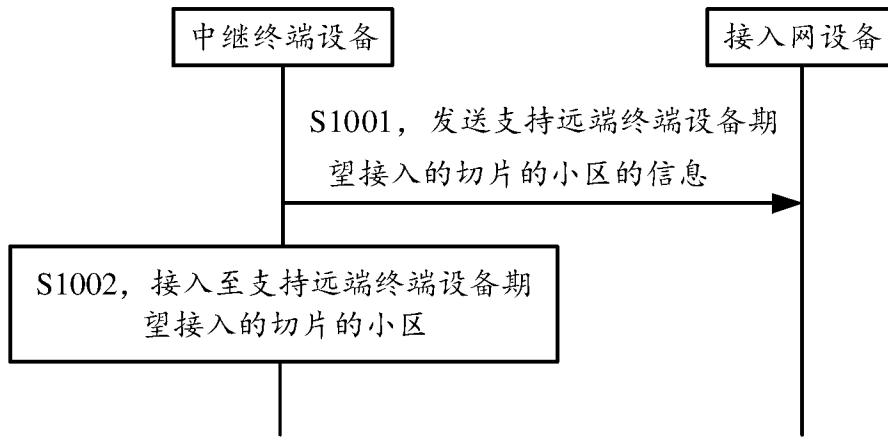 中继终端设备
接入网设备
S1001，发送支持远端终端设备期
望接入的切片的小区的信息
S1002，接入至支持远端终端设备期
望接入的切片的小区